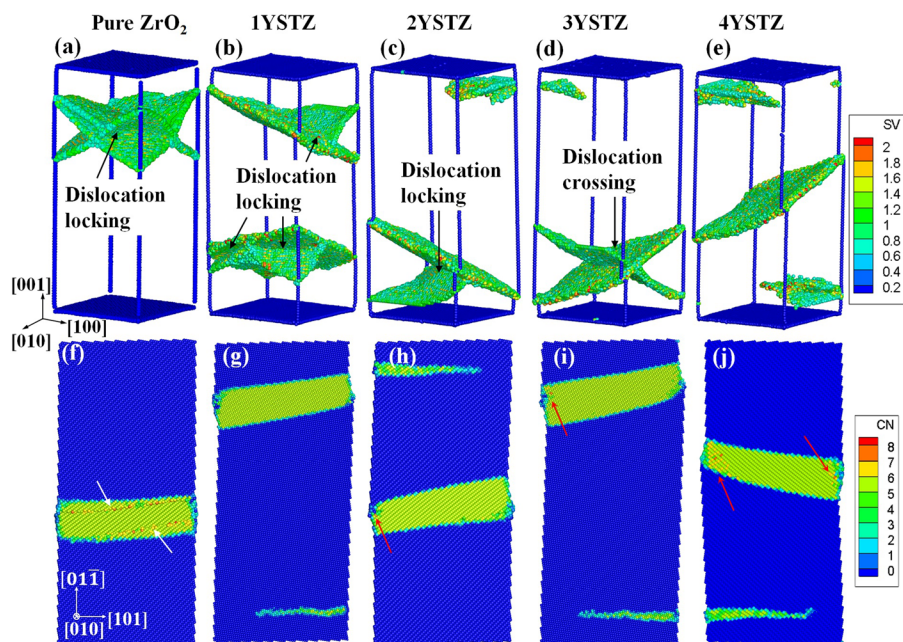 Pure ZrO₂ 1YSTZ 2YSTZ 3YSTZ 4YSTZ
(a) (b) (c) (d) (e)
SV
2
1.8
1.6
1.4
1.2
1
0.8
0.6
0.4
0.2
Dislocation
locking
Dislocation
locking
Dislocation
locking
Dislocation
crossing
[001]
[100]
[010]
(f) (g) (h) (i) (j)
CN
8
7
6
5
4
3
2
1
0
[011̄]
[101]
[010]